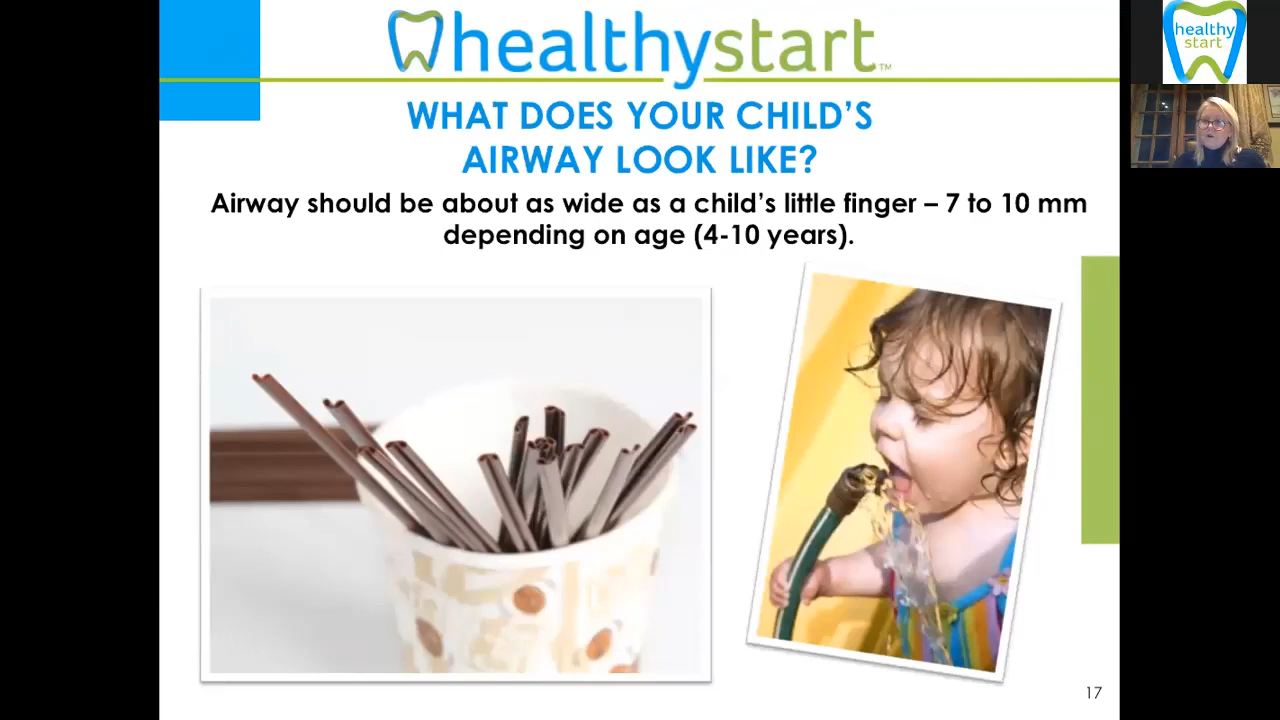 healthystart™
WHAT DOES YOUR CHILD'S
AIRWAY LOOK LIKE?
Airway should be about as wide as a child's little finger – 7 to 10 mm
depending on age (4-10 years).
17
healthy
start